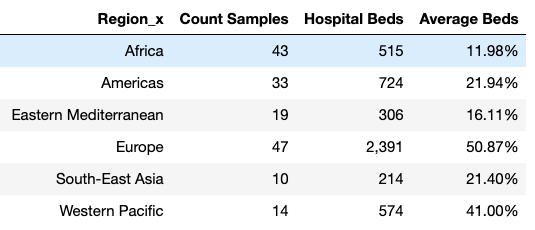 Region_x Count Samples Hospital Beds Average Beds
Africa 43 515 11.98%
Americas 33 724 21.94%
Eastern Mediterranean 19 306 16.11%
Europe 47 2,391 50.87%
South-East Asia 10 214 21.40%
Western Pacific 14 574 41.00%